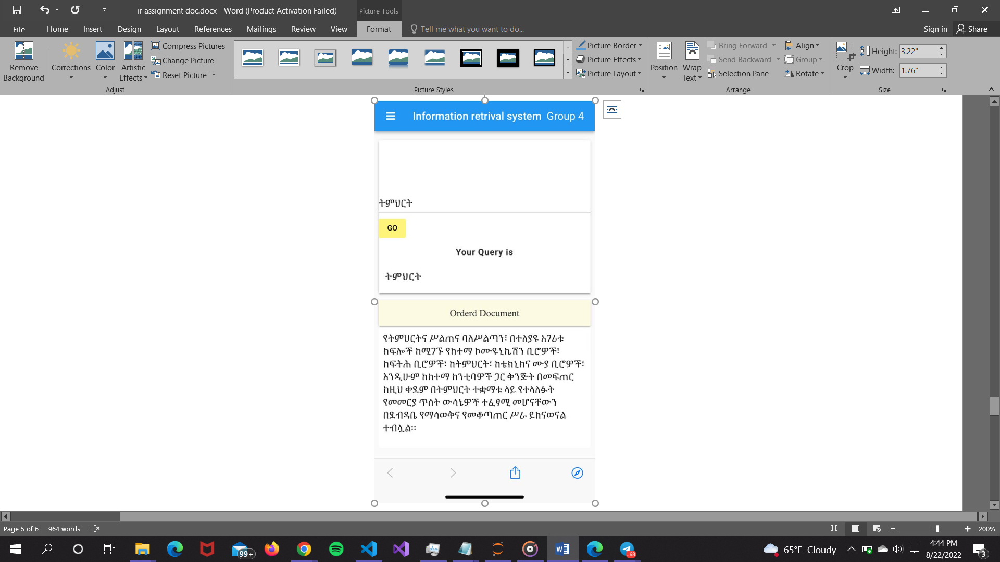 ir assignment doc.docx - Word (Product Activation Failed)
Picture Tools
File Home Insert Design Layout References Mailings Review View Format Tell me what you want to do...
Sign in Share
Remove Background
Corrections
Color
Artistic Effects
Compress Pictures
Change Picture
Reset Picture
Adjust
Picture Styles
Picture Border
Picture Effects
Picture Layout
Position
Wrap Text
Bring Forward
Send Backward
Selection Pane
Align
Group
Rotate
Arrange
Crop
Height: 3.22"
Width: 1.76"
Size
Information retrival system Group 4
ትምህርት
GO
Your Query is
ትምህርት
Orderd Document
የትምህርትና ሥልጠና ባለሥልጣን፣ በተለያዩ አገሪቱ
ክፍሎች ከሚገኙ የከተማ ኮሙዩኒኬሽን ቢሮዎች፣
ከፍትሕ ቢሮዎች፣ ከትምህርት፣ ከቴክኒክና ሙያ ቢሮዎች፣
እንዲሁም ከከተማ ከንቲባዎች ጋር ቅንጅት በመፍጠር
ከዚህ ቀደም በትምህርት ተቋማቱ ላይ የተላለፉት
የመመርያ ጥሰት ውሳኔዎች ተፈፃሚ መሆናቸውን
በደብዳቤ የማሳወቅና የመቆጣጠር ሥራ ይከናወናል
ተብሏል፡፡
Page 5 of 6 964 words
200%
99+
..68
65°F Cloudy
4:44 PM
8/22/2022
3